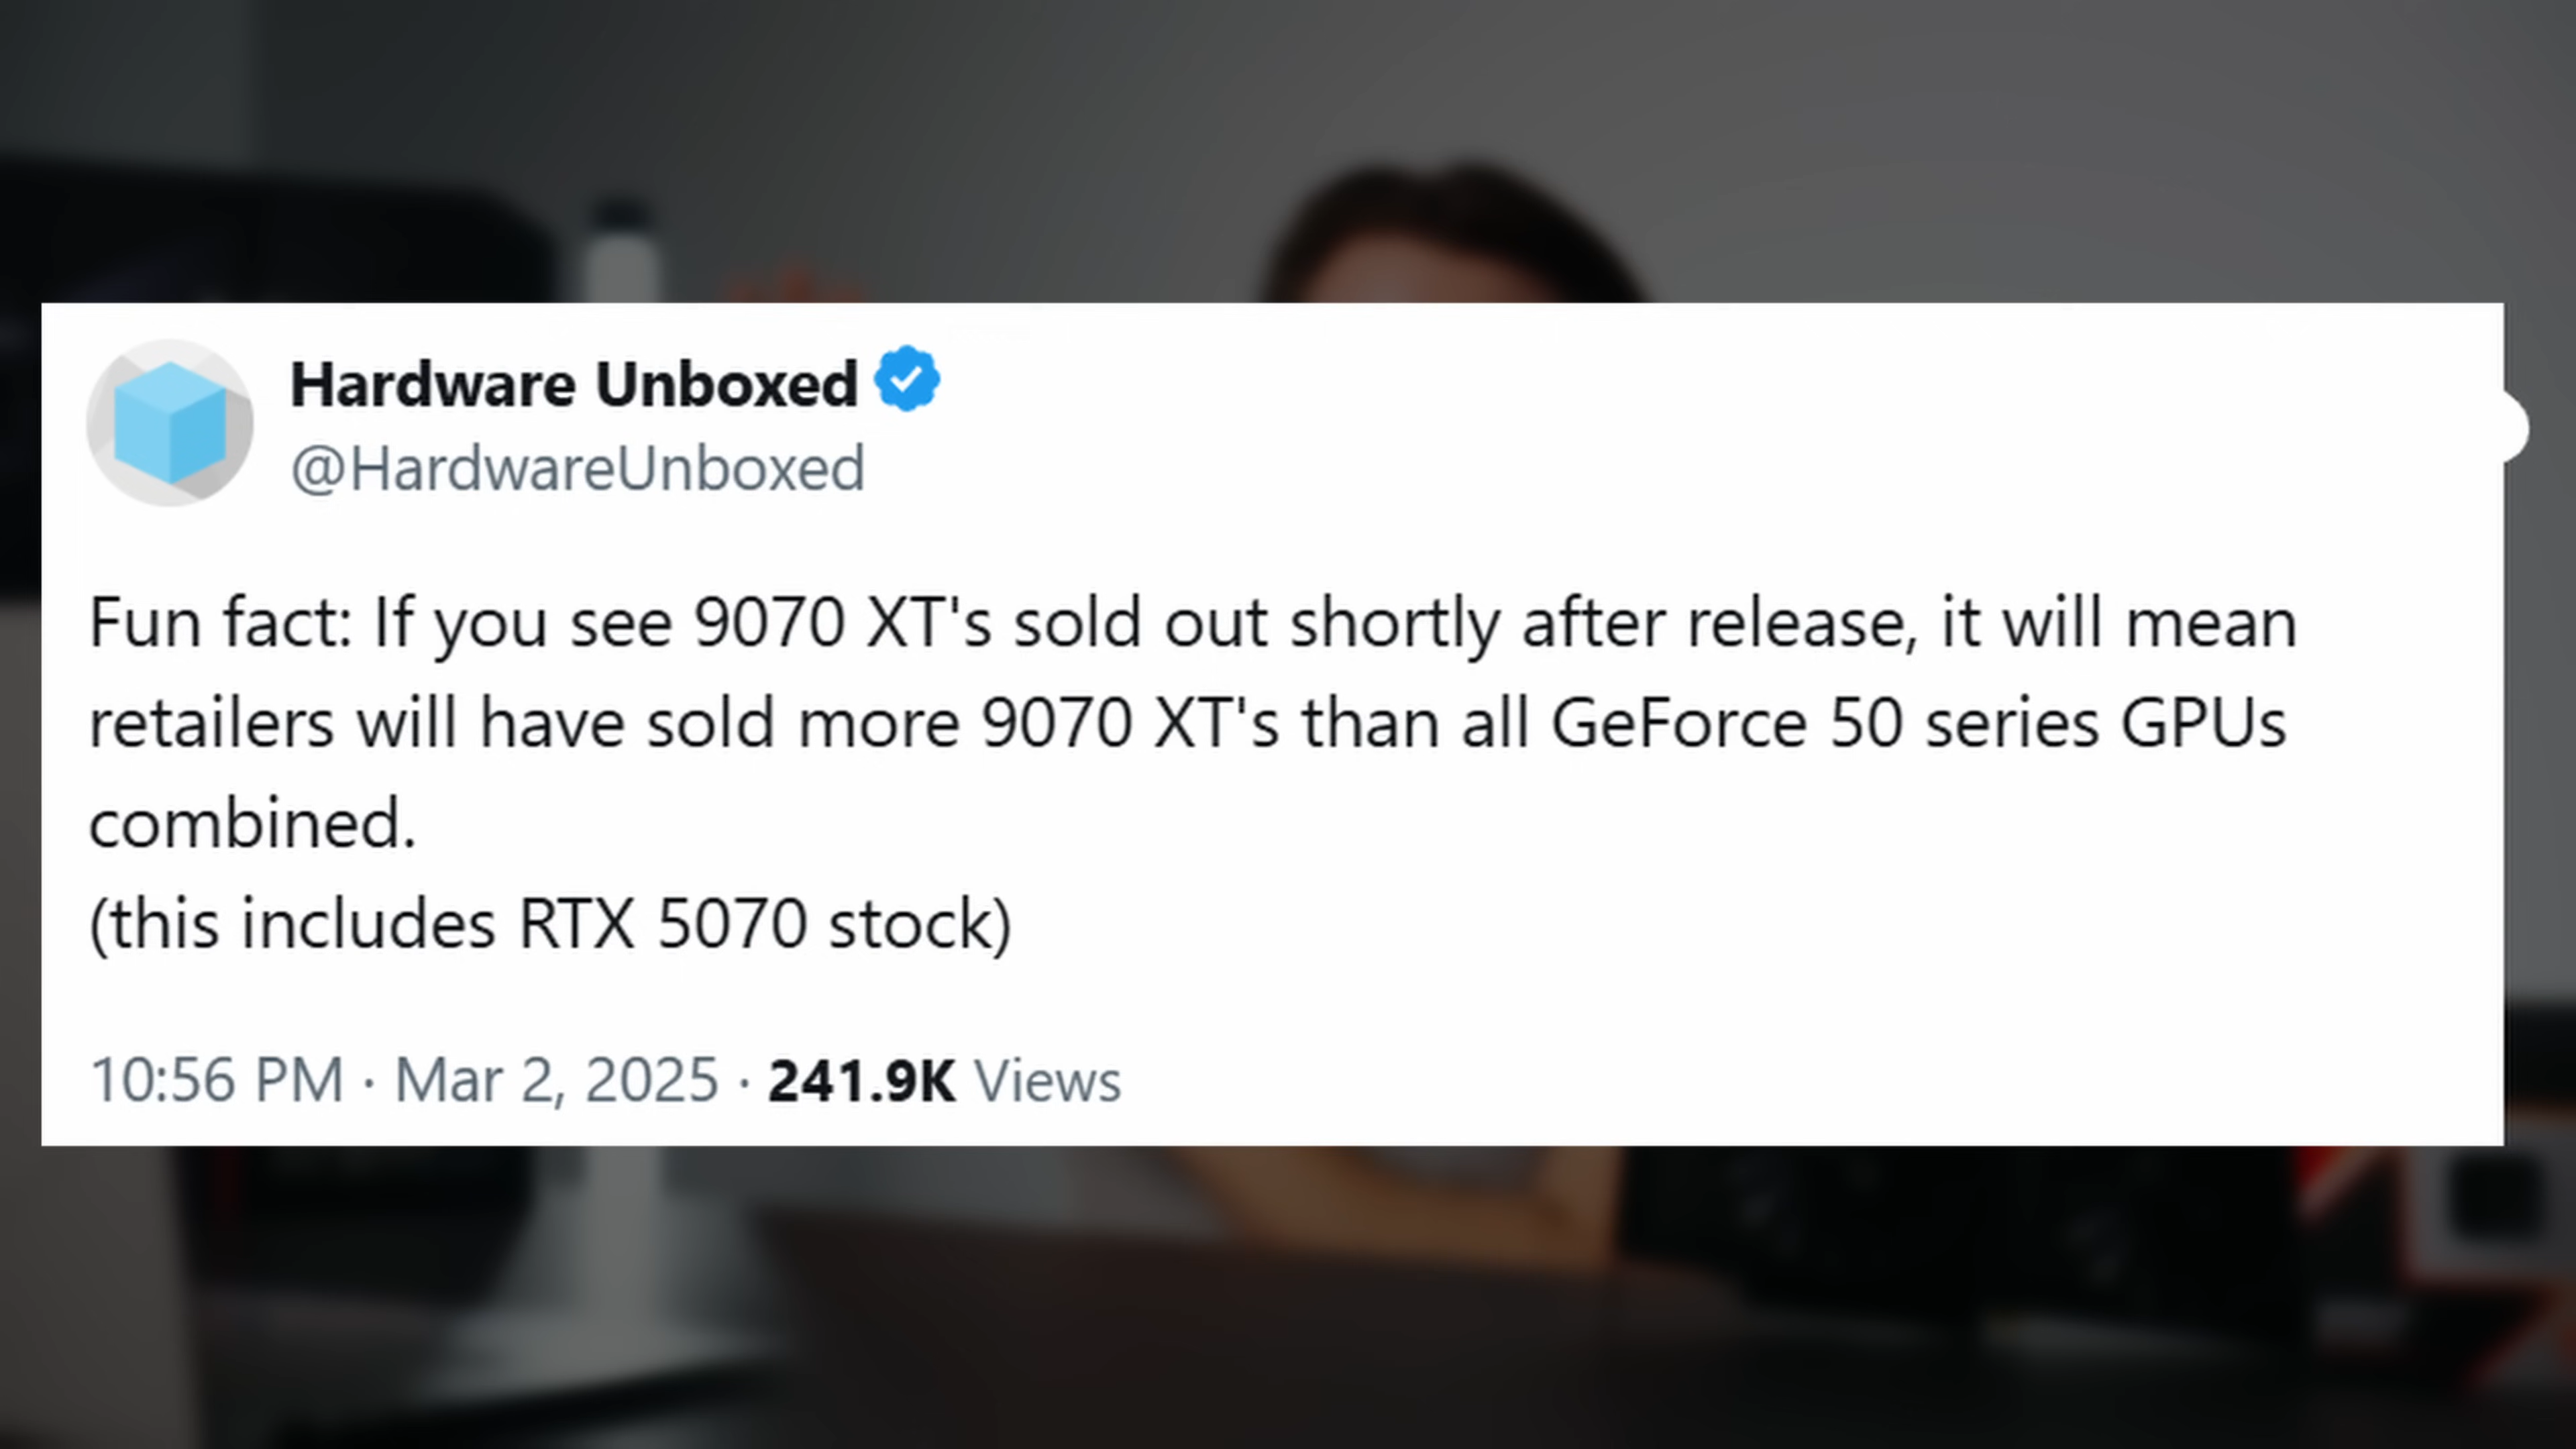 Hardware Unboxed
@HardwareUnboxed
Fun fact: If you see 9070 XT's sold out shortly after release, it will mean
retailers will have sold more 9070 XT's than all GeForce 50 series GPUs
combined.
(this includes RTX 5070 stock)
10:56 PM · Mar 2, 2025 · 241.9K Views